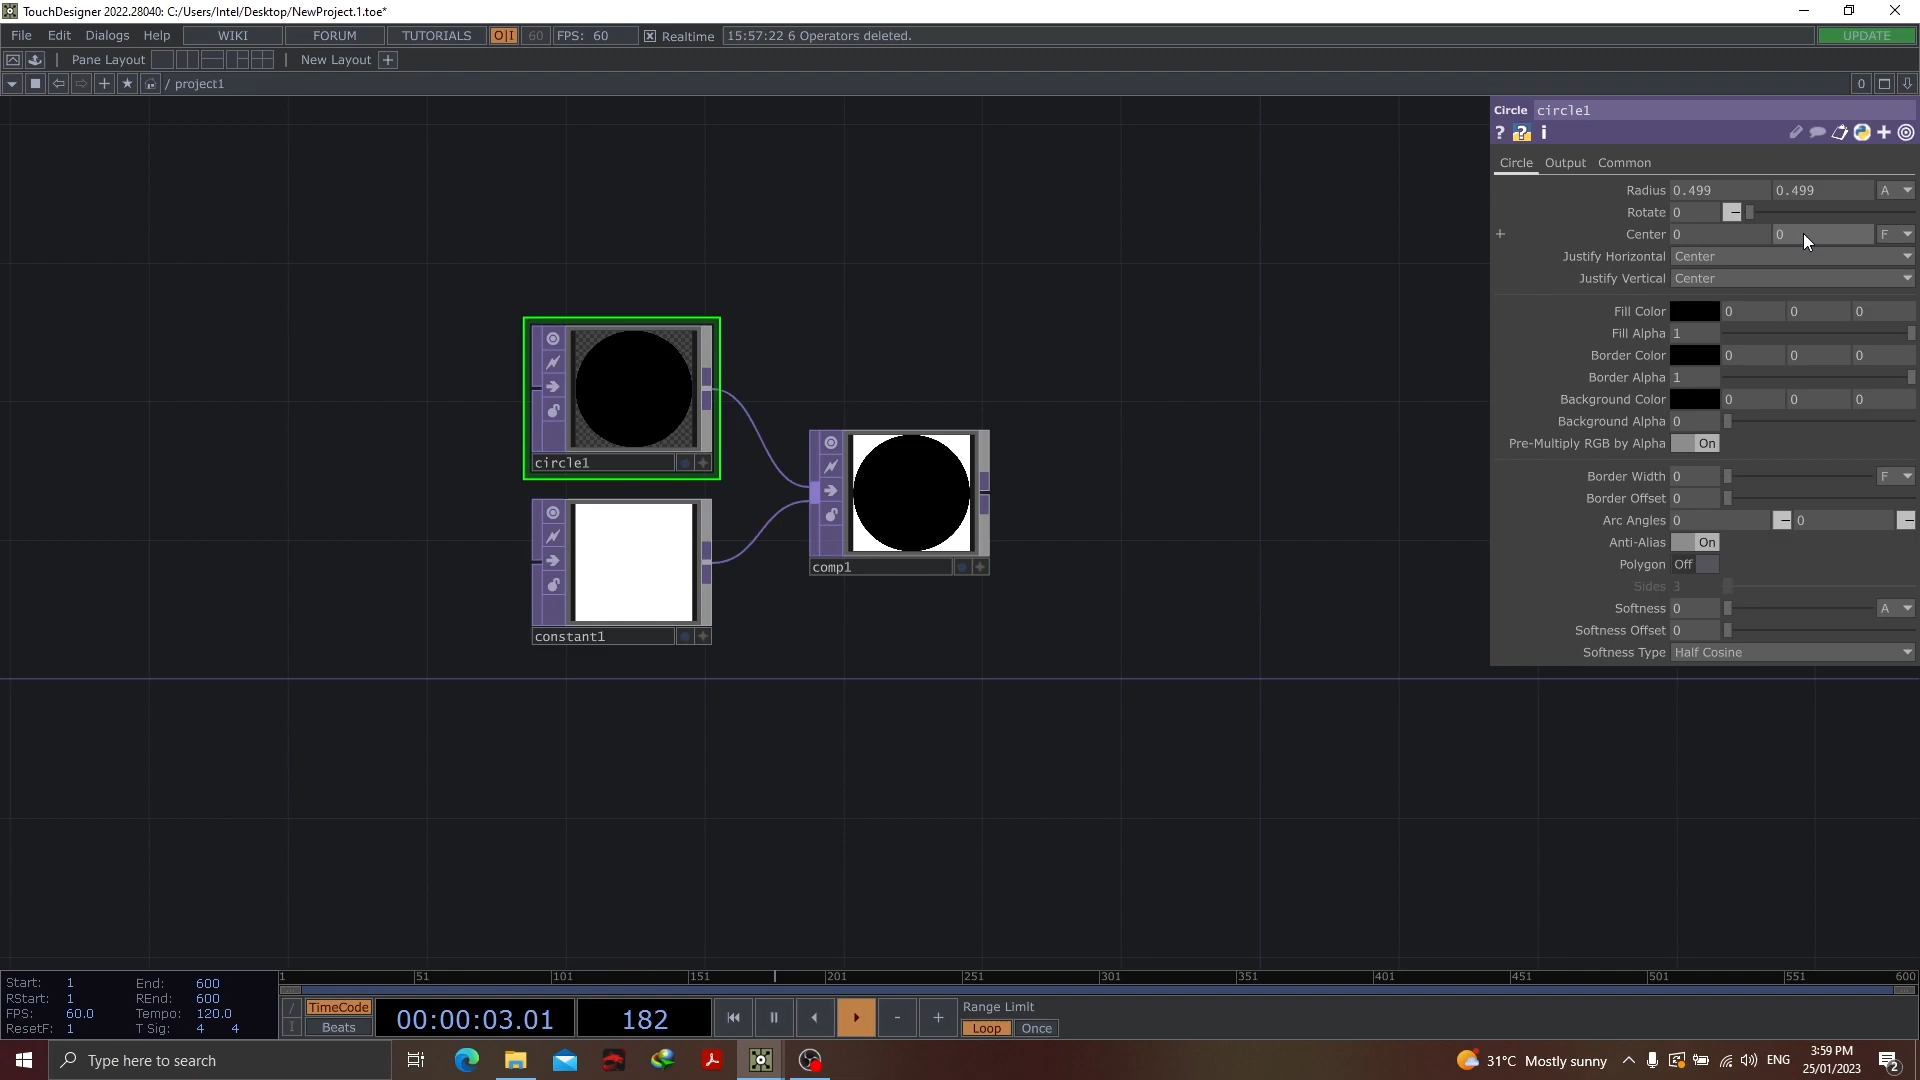 TouchDesigner 2022.28040: C:/Users/Intel/Desktop/NewProject.1.toe*
File Edit Dialogs Help WIKI FORUM TUTORIALS O|I 60 FPS: 60 Realtime 15:57:22 6 Operators deleted. UPDATE
Pane Layout New Layout +
/ project1 0
Circle circle1
? ? i
Circle Output Common
Radius 0.499 0.499 A
Rotate 0
+ Center 0 0 F
Justify Horizontal Center
Justify Vertical Center
Fill Color 0 0 0
Fill Alpha 1
Border Color 0 0 0
Border Alpha 1
Background Color 0 0 0
Background Alpha 0
Pre-Multiply RGB by Alpha On
Border Width 0 F
Border Offset 0
Arc Angles 0 0
Anti-Alias On
Polygon Off
Sides 3
Softness 0 A
Softness Offset 0
Softness Type Half Cosine
circle1
comp1
constant1
1 51 101 151 201 251 301 351 401 451 501 551 600
Start: 1 End: 600
RStart: 1 REnd: 600
FPS: 60.0 Tempo: 120.0
ResetF: 1 T Sig: 4 4
/ TimeCode
I Beats
00:00:03.01 182
- +
Range Limit
Loop Once
Type here to search
31°C Mostly sunny ENG
3:59 PM
25/01/2023
2